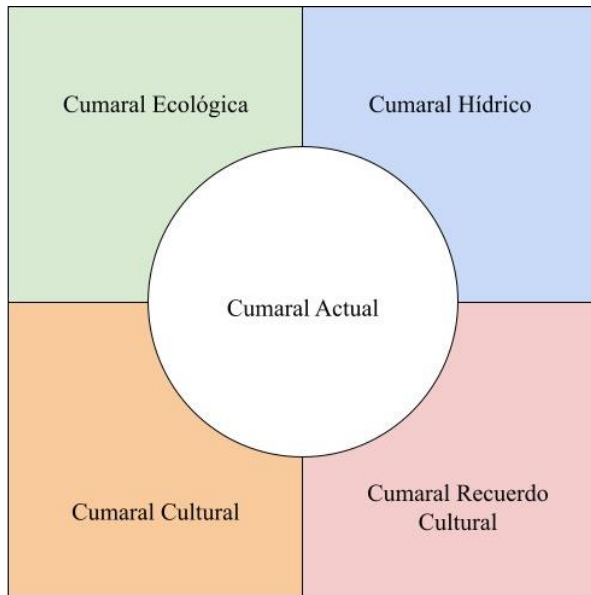 Cumaral Ecológica
Cumaral Hídrico
Cumaral Actual
Cumaral Cultural
Cumaral Recuerdo
Cultural